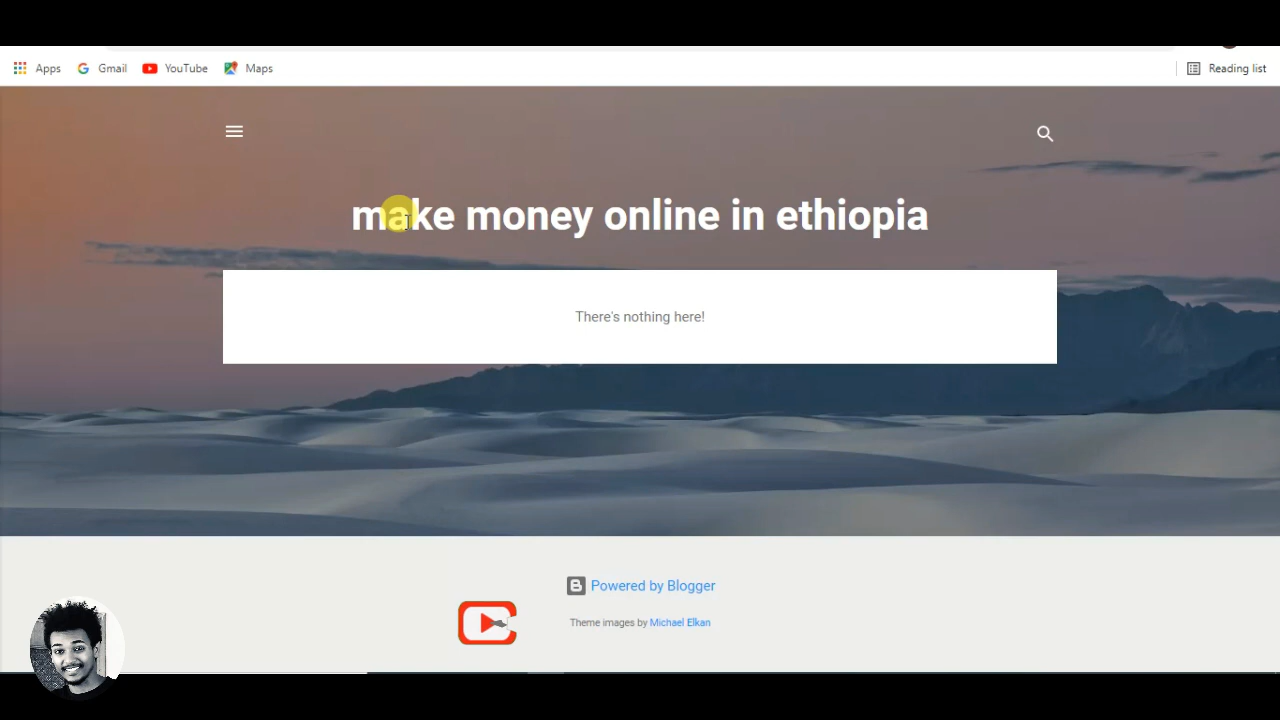 Apps Gmail YouTube Maps Reading list
make money online in ethiopia
There's nothing here!
Powered by Blogger
Theme images by Michael Elkan